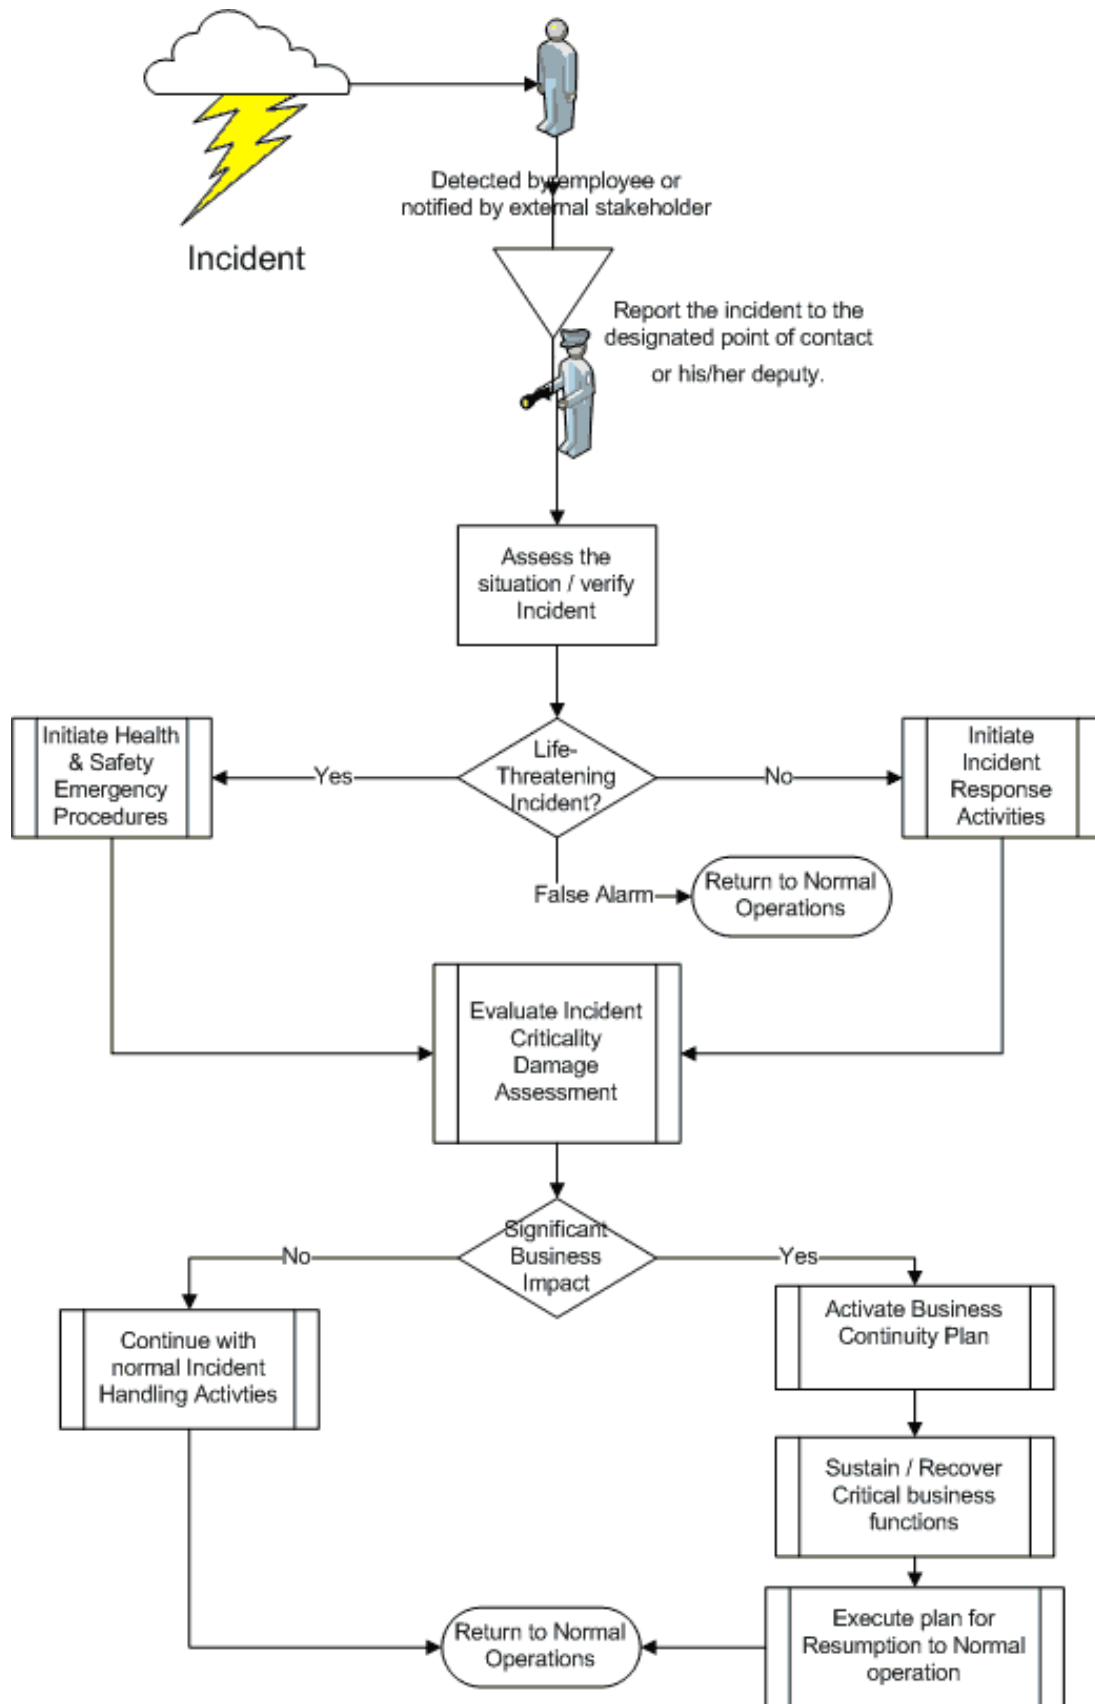 Incident
Detected by employee or
notified by external stakeholder
Report the incident to the
designated point of contact
or his/her deputy.
Assess the
situation / verify
Incident
Life-
Threatening
Incident?
Yes
No
Initiate Health
& Safety
Emergency
Procedures
Initiate
Incident
Response
Activities
False Alarm
Return to Normal
Operations
Evaluate Incident
Criticality
Damage
Assessment
Significant
Business
Impact
No
Yes
Continue with
normal Incident
Handling Activties
Activate Business
Continuity Plan
Sustain / Recover
Critical business
functions
Execute plan for
Resumption to Normal
operation
Return to Normal
Operations